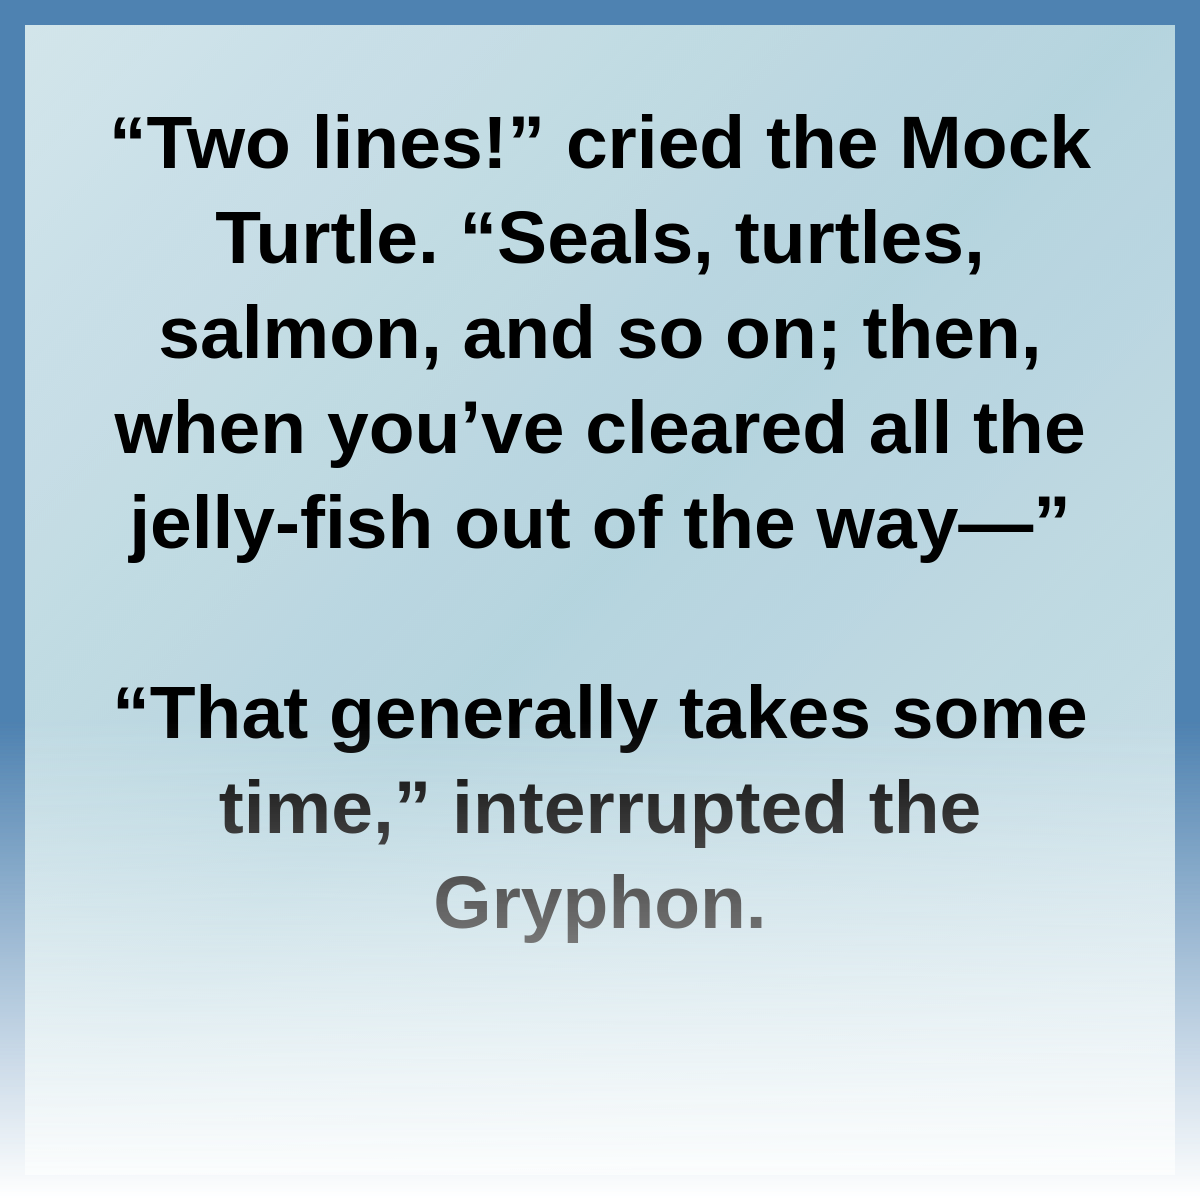 “Two lines!” cried the Mock
Turtle. “Seals, turtles,
salmon, and so on; then,
when you’ve cleared all the
jelly-fish out of the way—”
“That generally takes some
time,” interrupted the
Gryphon.